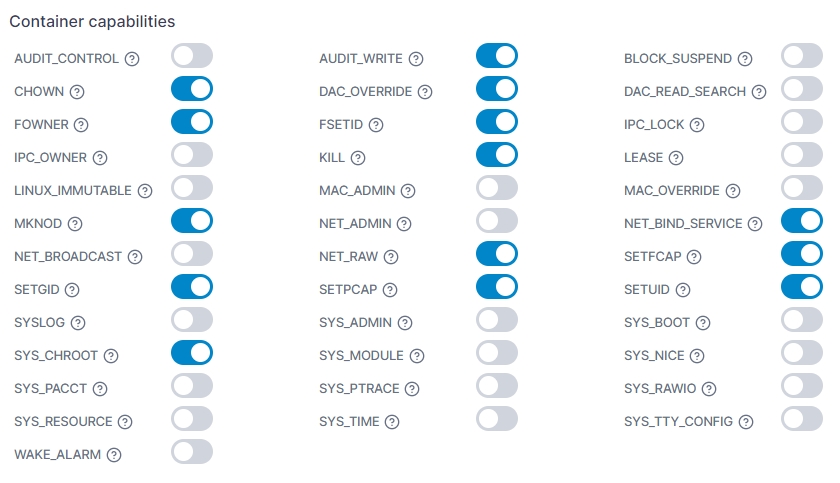 Container capabilities
AUDIT_CONTROL AUDIT_WRITE BLOCK_SUSPEND
CHOWN DAC_OVERRIDE DAC_READ_SEARCH
FOWNER FSETID IPC_LOCK
IPC_OWNER KILL LEASE
LINUX_IMMUTABLE MAC_ADMIN MAC_OVERRIDE
MKNOD NET_ADMIN NET_BIND_SERVICE
NET_BROADCAST NET_RAW SETFCAP
SETGID SETPCAP SETUID
SYSLOG SYS_ADMIN SYS_BOOT
SYS_CHROOT SYS_MODULE SYS_NICE
SYS_PACCT SYS_PTRACE SYS_RAWIO
SYS_RESOURCE SYS_TIME SYS_TTY_CONFIG
WAKE_ALARM